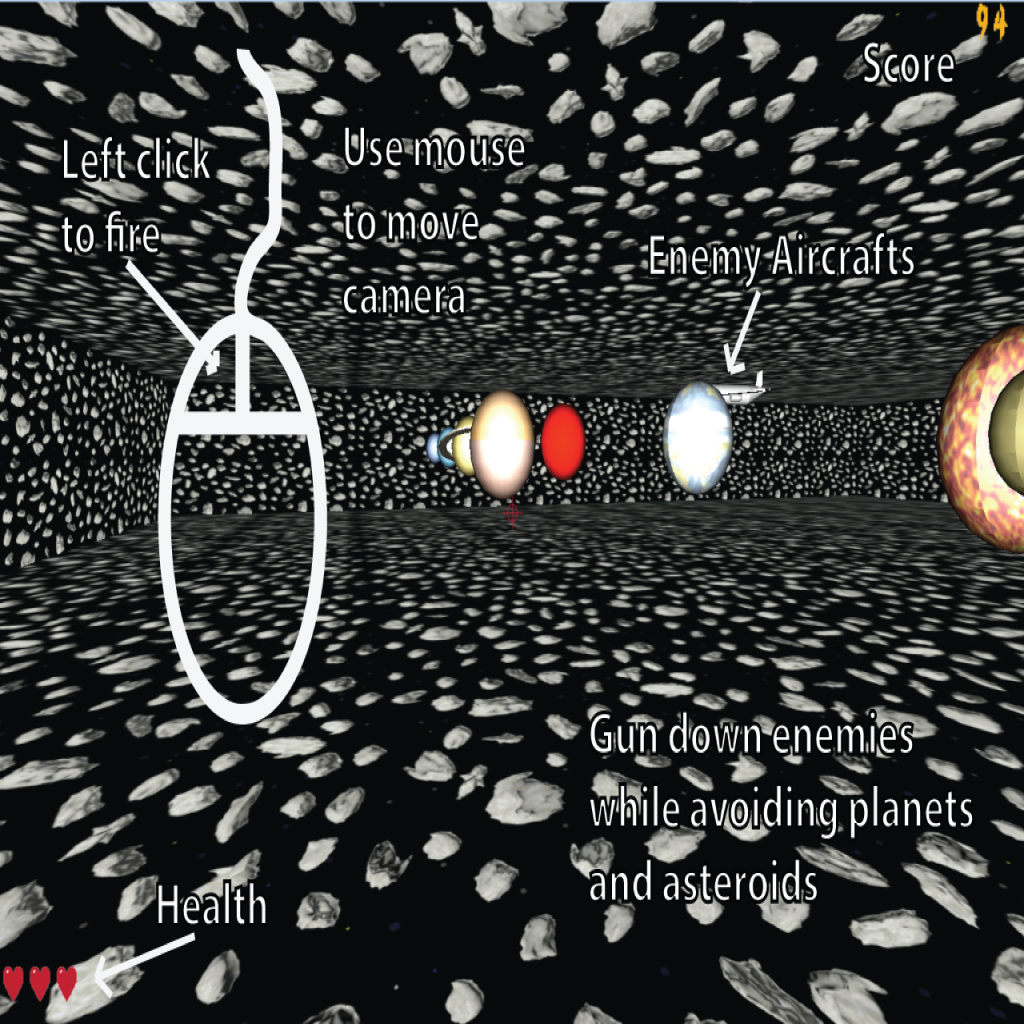 94
Score
Left click
to fire
Use mouse
to move
camera
Enemy Aircrafts
Gun down enemies
while avoiding planets
and asteroids
Health